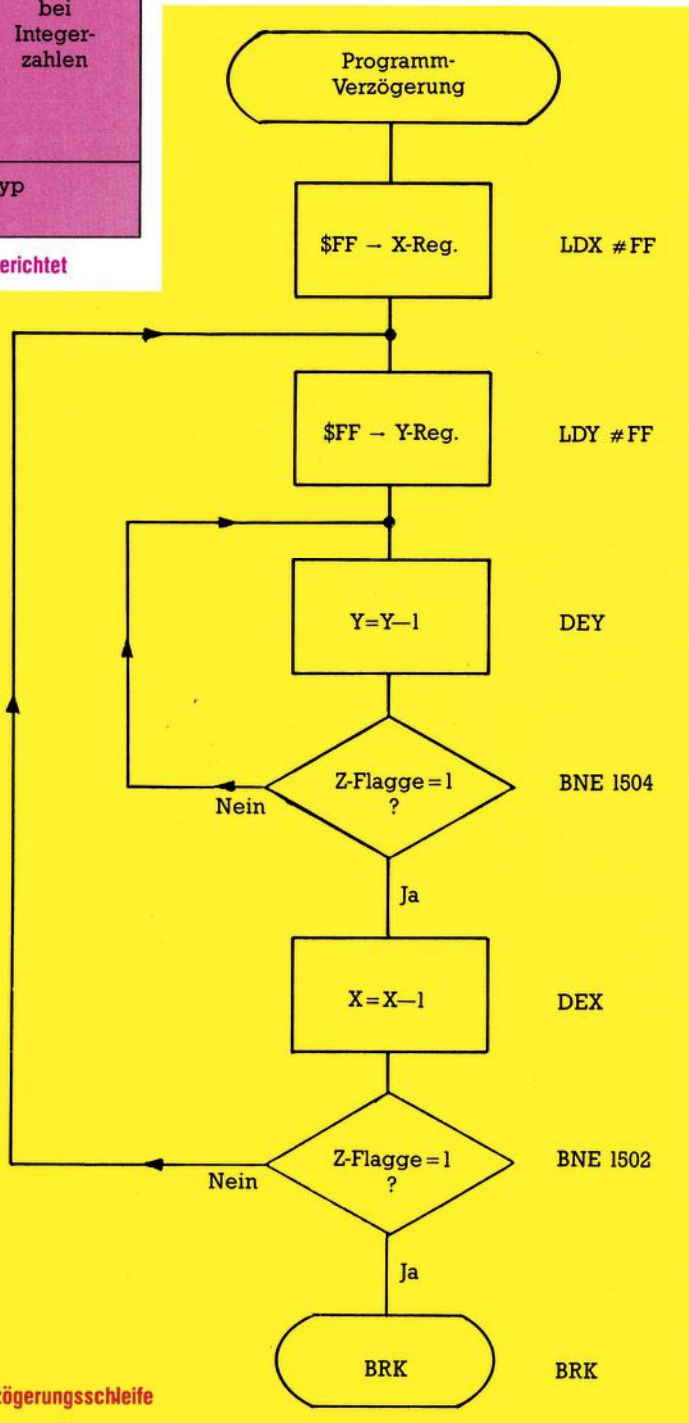 bei
Integer-
zahlen
yp
erichtet
Programm-
Verzögerung
$FF → X-Reg.
LDX #FF
$FF → Y-Reg.
LDY #FF
Y=Y—1
DEY
Z-Flagge=1
?
BNE 1504
Nein
Ja
X=X—1
DEX
Z-Flagge=1
?
BNE 1502
Nein
Ja
BRK
BRK
zögerungsschleife